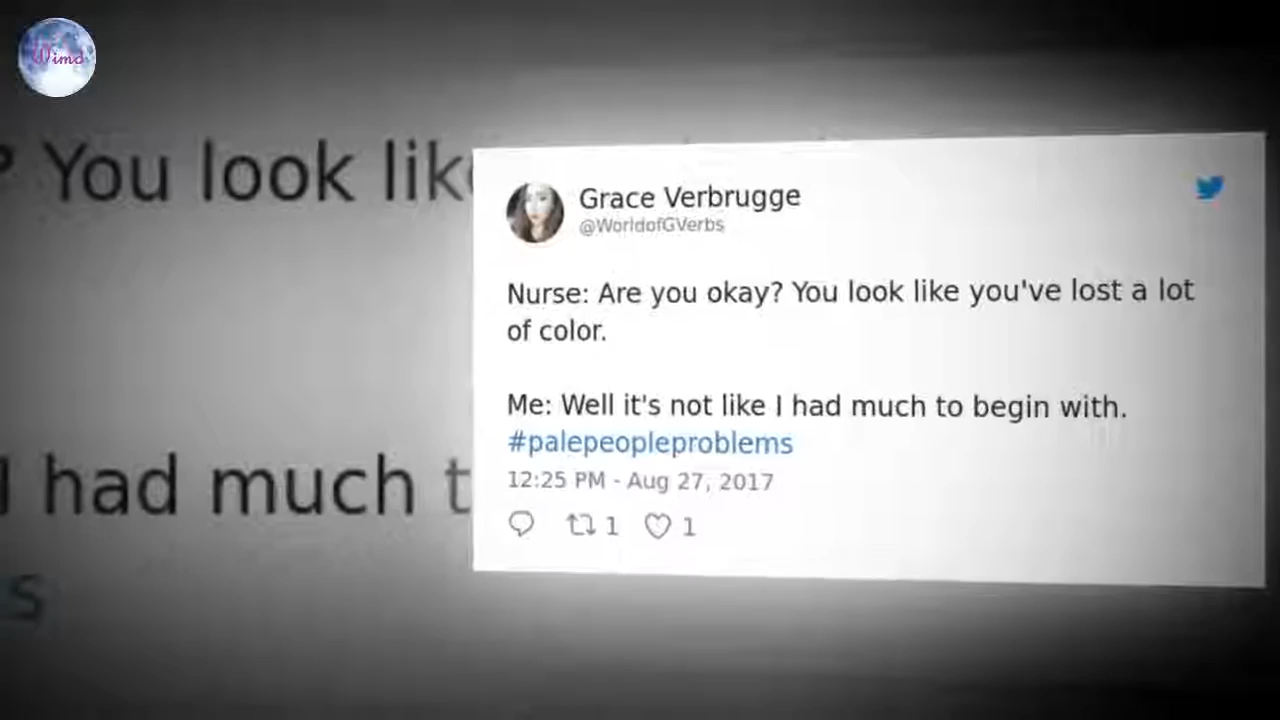 Wimd
? You look like
I had much t
s
Grace Verbrugge
@WorldofGVerbs
Nurse: Are you okay? You look like you've lost a lot
of color.
Me: Well it's not like I had much to begin with.
#palepeopleproblems
12:25 PM - Aug 27, 2017
1 1